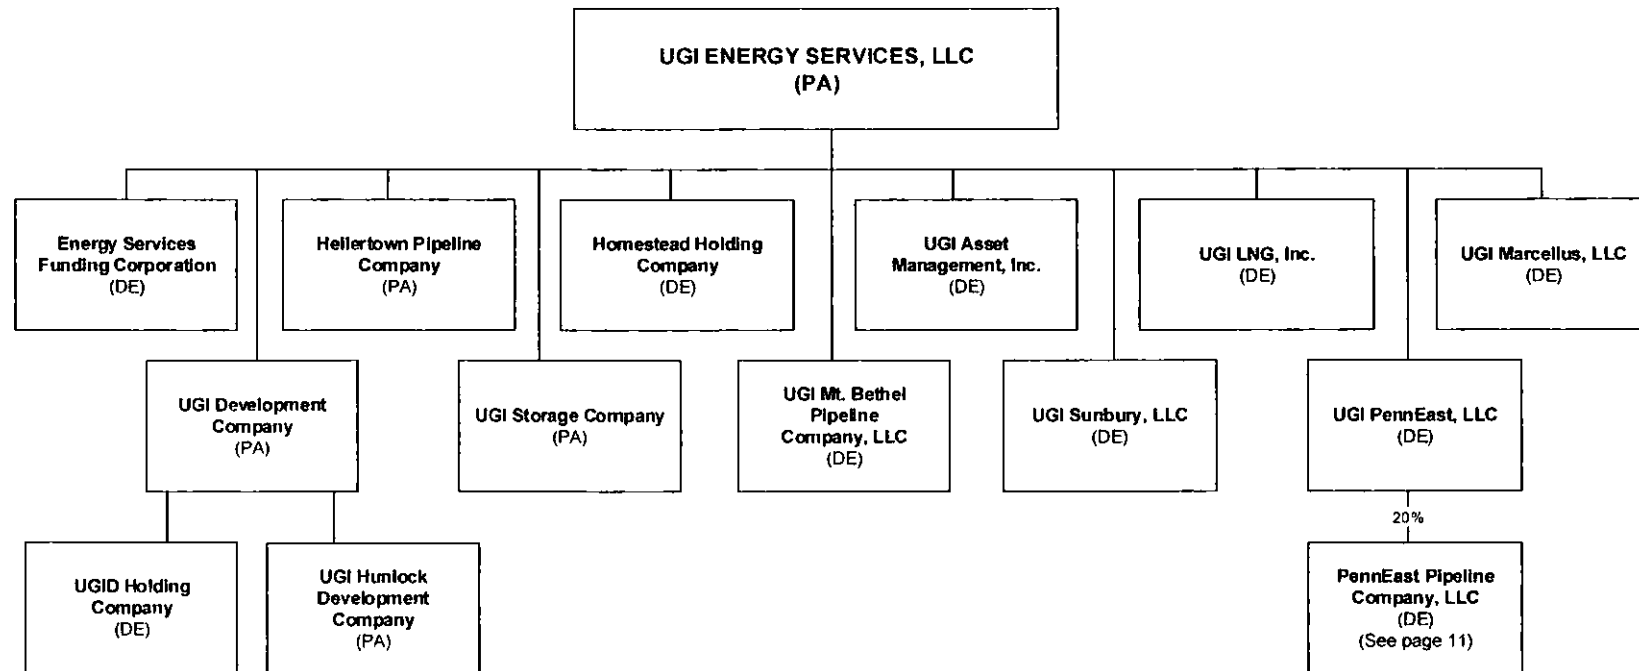 UGI ENERGY SERVICES, LLC
(PA)
Energy Services
Funding Corporation
(DE)
Hellertown Pipeline
Company
(PA)
Homestead Holding
Company
(DE)
UGI Asset
Management, Inc.
(DE)
UGI LNG, Inc.
(DE)
UGI Marcellus, LLC
(DE)
UGI Development
Company
(PA)
UGI Storage Company
(PA)
UGI Mt. Bethel
Pipeline
Company, LLC
(DE)
UGI Sunbury, LLC
(DE)
UGI PennEast, LLC
(DE)
20%
UGID Holding
Company
(DE)
UGI Hunlock
Development
Company
(PA)
PennEast Pipeline
Company, LLC
(DE)
(See page 11)